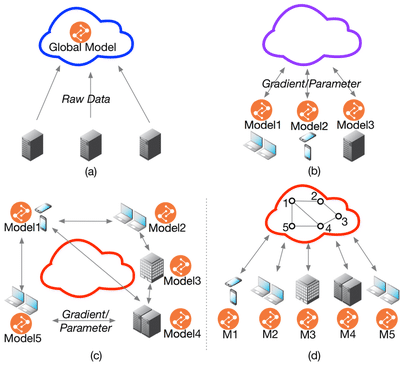 Global Model
Raw Data
(a)
Gradient/Parameter
Model1
Model2
Model3
(b)
Model1
Model2
Model3
Model4
Model5
Gradient/
Parameter
(c)
1
2
3
4
5
M1 M2 M3 M4 M5
(d)